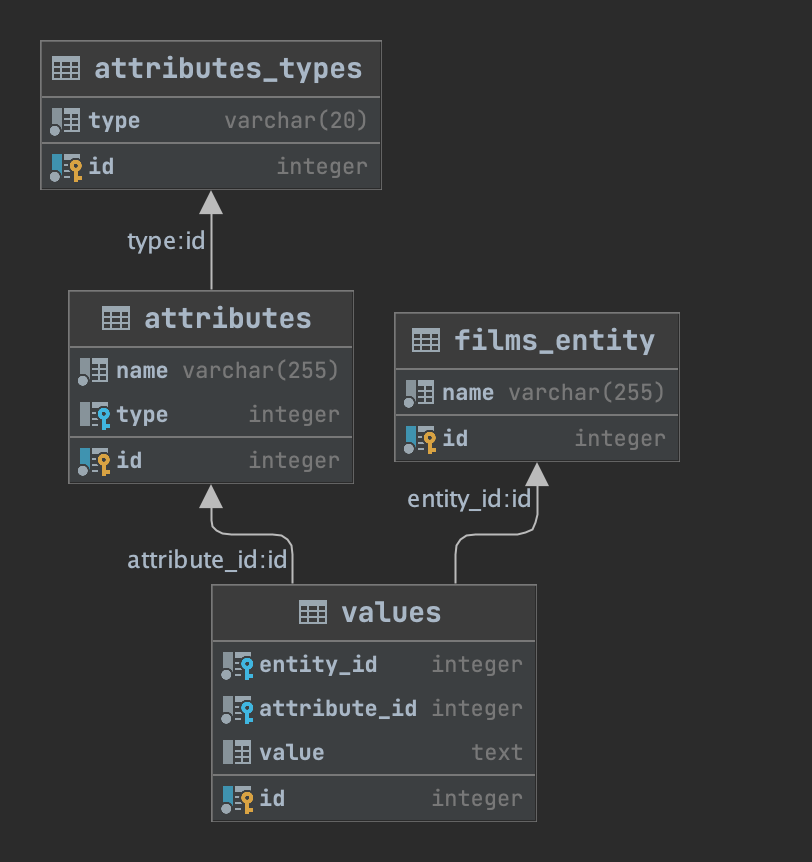 attributes_types
type varchar(20)
id integer
type:id
attributes
name varchar(255)
type integer
id integer
films_entity
name varchar(255)
id integer
entity_id:id
attribute_id:id
values
entity_id integer
attribute_id integer
value text
id integer